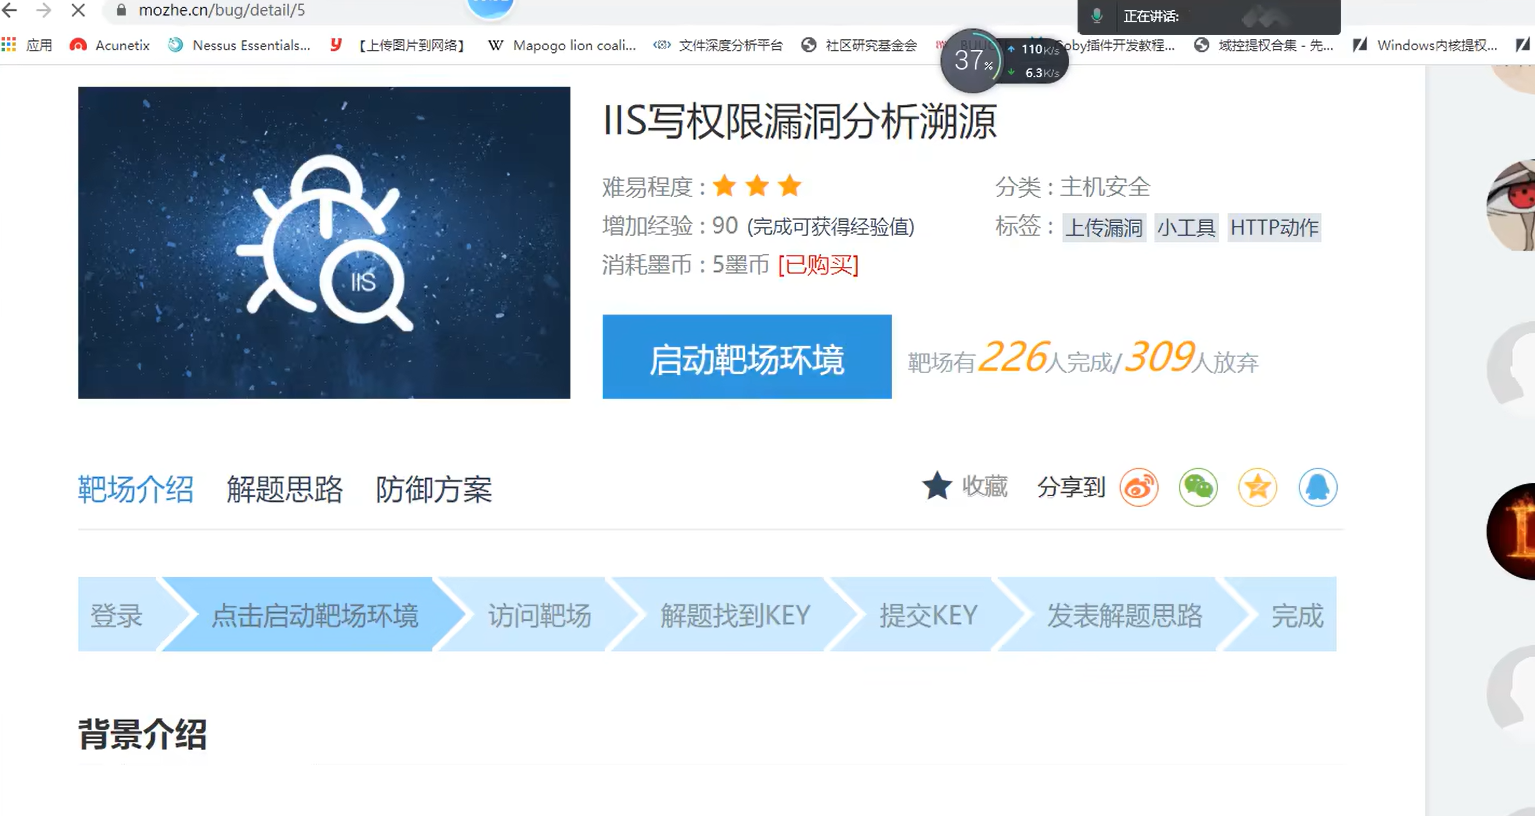 mozhe.cn/bug/detail/5
正在讲话:
应用 Acunetix Nessus Essentials... 【上传图片到网络】 Mapogo lion coali... 文件深度分析平台 社区研究基金会 oby插件开发教程... 域控提权合集 - 先... Windows内核提权...
37% 110K/s
6.3K/s
IIS写权限漏洞分析溯源
难易程度 : 分类 : 主机安全
增加经验 : 90 (完成可获得经验值) 标签 : 上传漏洞 小工具 HTTP动作
消耗墨币 : 5墨币 [已购买]
IIS
启动靶场环境 靶场有226人完成/309人放弃
靶场介绍 解题思路 防御方案 收藏 分享到
登录 点击启动靶场环境 访问靶场 解题找到KEY 提交KEY 发表解题思路 完成
背景介绍